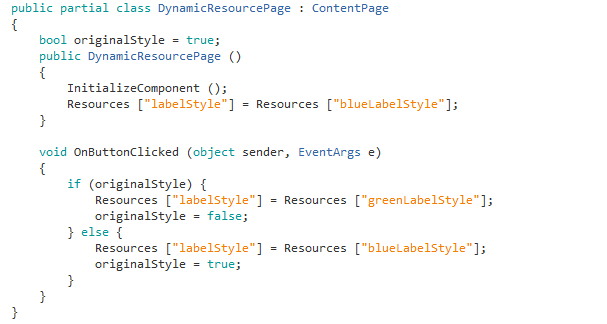 public partial class DynamicResourcePage : ContentPage
{
    bool originalStyle = true;
    public DynamicResourcePage ()
    {
        InitializeComponent ();
        Resources ["labelStyle"] = Resources ["blueLabelStyle"];
    }

    void OnButtonClicked (object sender, EventArgs e)
    {
        if (originalStyle) {
            Resources ["labelStyle"] = Resources ["greenLabelStyle"];
            originalStyle = false;
        } else {
            Resources ["labelStyle"] = Resources ["blueLabelStyle"];
            originalStyle = true;
        }
    }
}